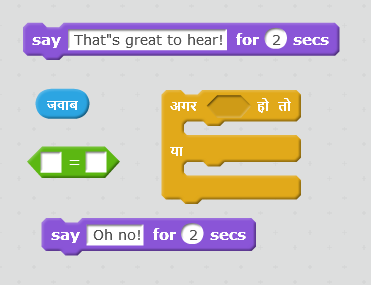 say That"s great to hear! for 2 secs
जवाब
अगर हो तो
=
या
say Oh no! for 2 secs